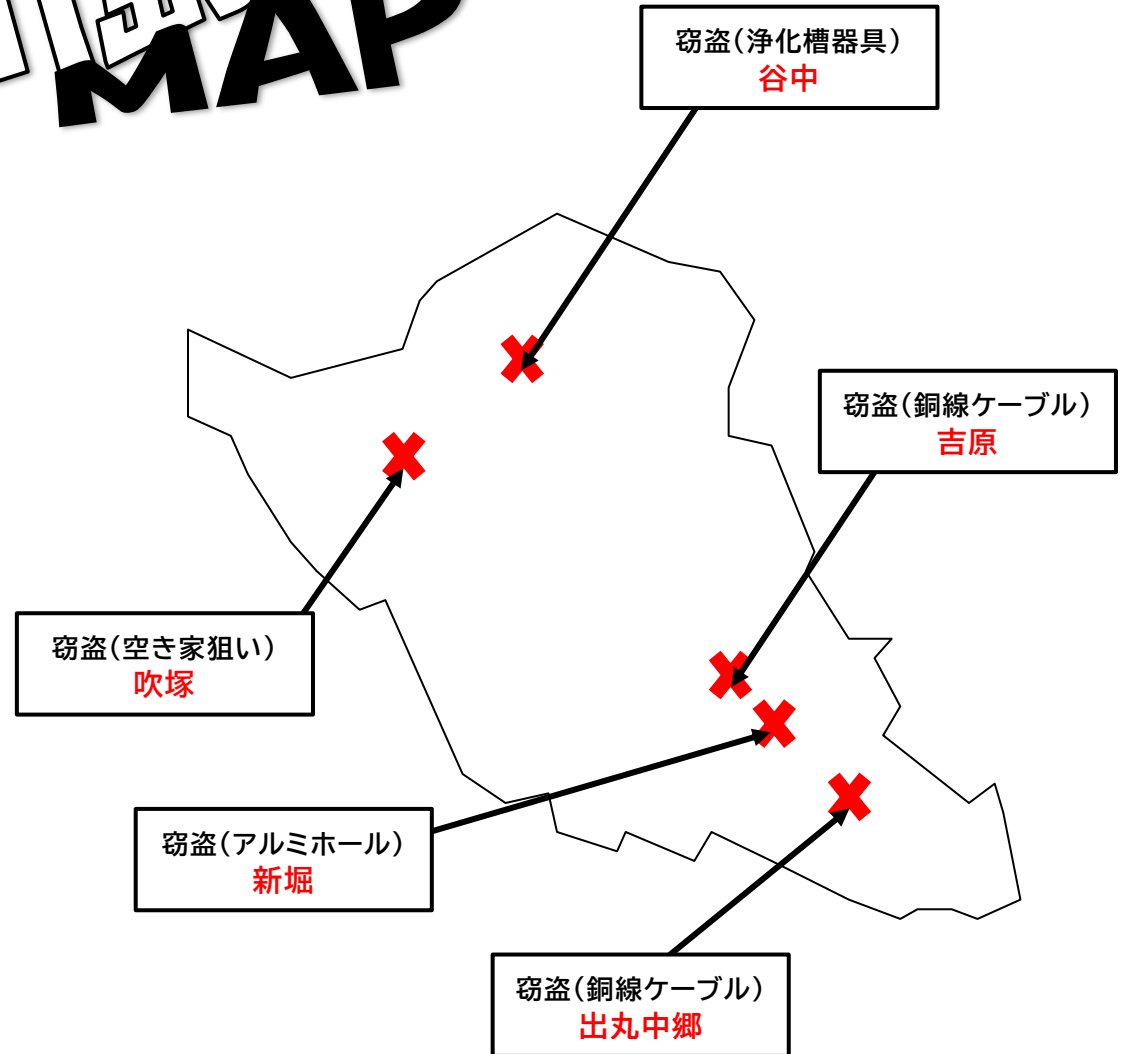 MAP
窃盗(浄化槽器具)
谷中
窃盗(銅線ケーブル)
吉原
窃盗(空き家狙い)
吹塚
窃盗(アルミホール)
新堀
窃盗(銅線ケーブル)
出丸中郷